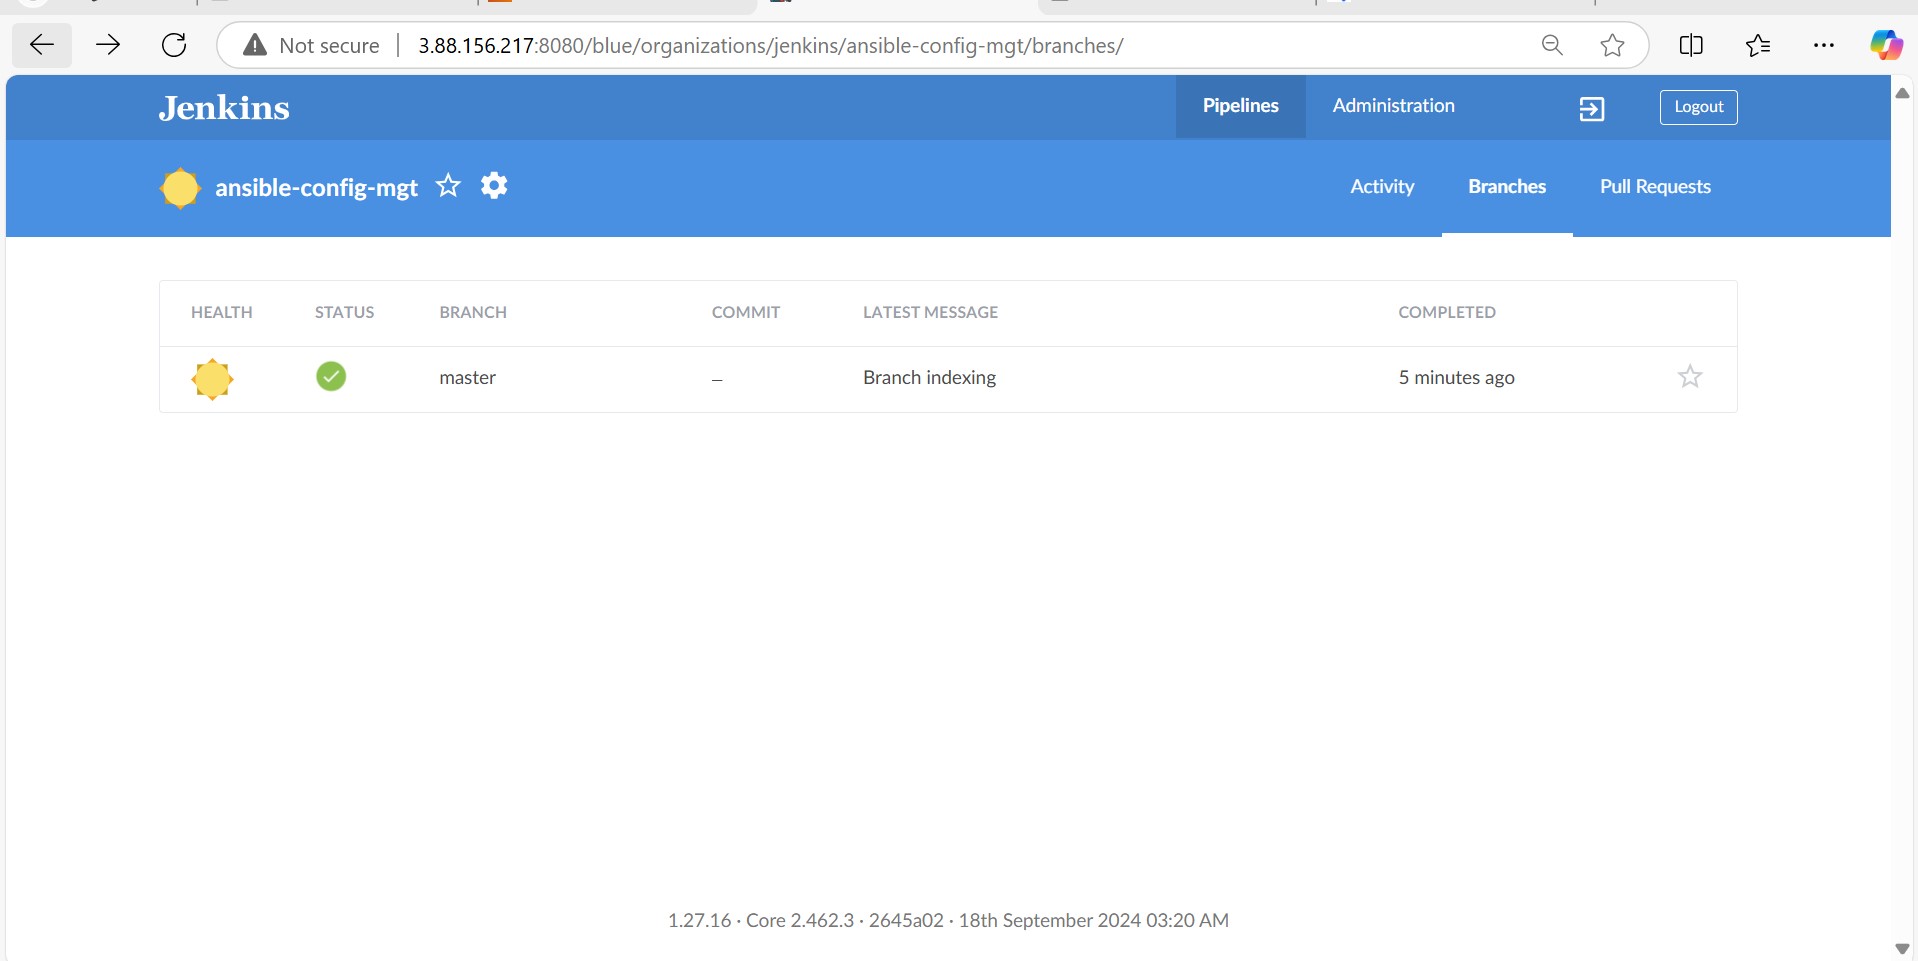 Not secure 3.88.156.217:8080/blue/organizations/jenkins/ansible-config-mgt/branches/
Jenkins Pipelines Administration Logout
ansible-config-mgt Activity Branches Pull Requests
HEALTH STATUS BRANCH COMMIT LATEST MESSAGE COMPLETED
master – Branch indexing 5 minutes ago
1.27.16 · Core 2.462.3 · 2645a02 · 18th September 2024 03:20 AM